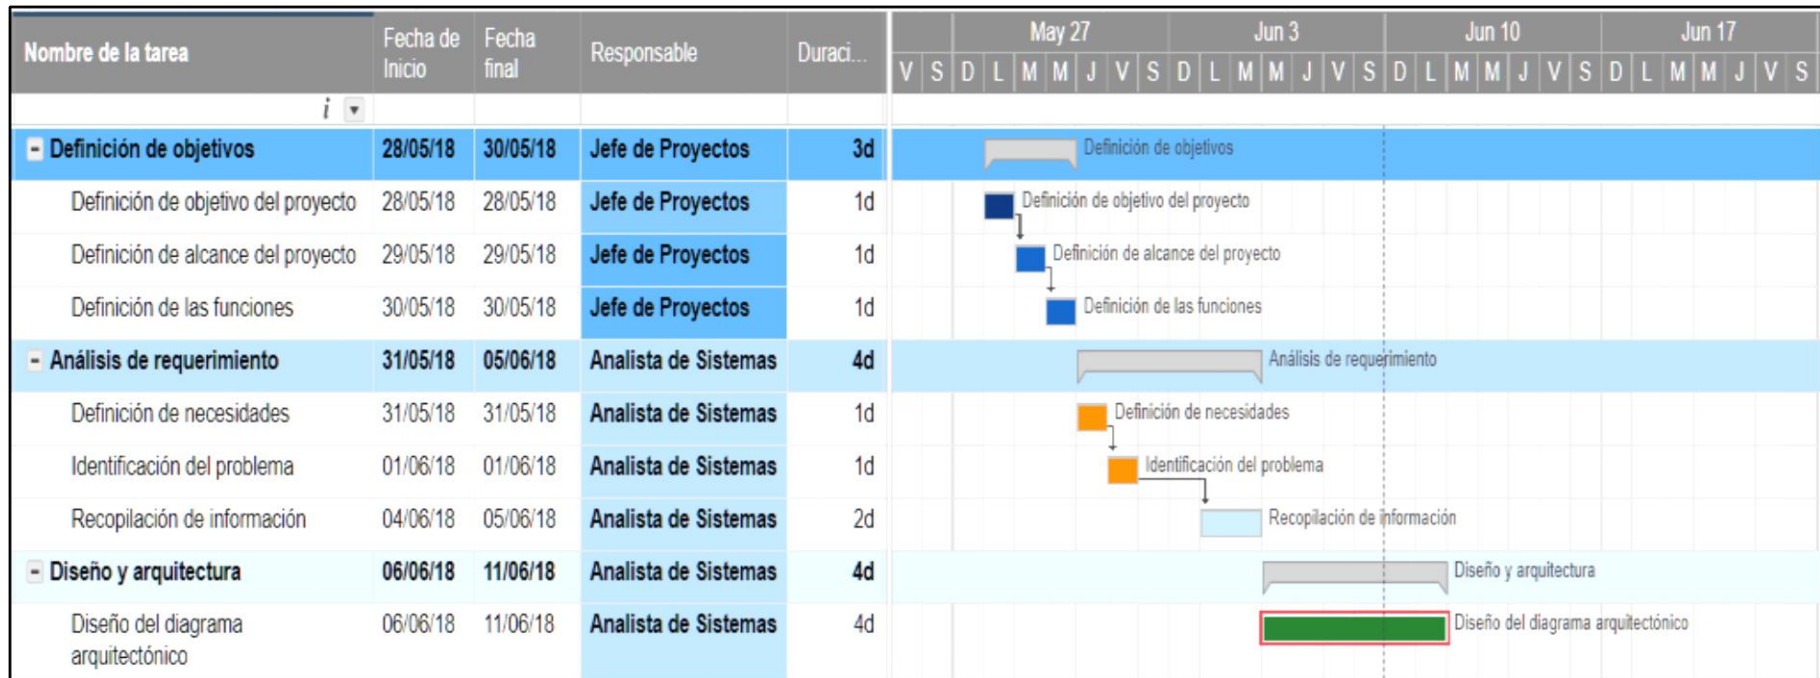 Nombre de la tarea Fecha de Inicio Fecha final Responsable Duraci... May 27 Jun 3 Jun 10 Jun 17
V S D L M M J V S D L M M J V S D L M M J V S D L M M J V S
i
- Definición de objetivos 28/05/18 30/05/18 Jefe de Proyectos 3d Definición de objetivos
Definición de objetivo del proyecto 28/05/18 28/05/18 Jefe de Proyectos 1d Definición de objetivo del proyecto
Definición de alcance del proyecto 29/05/18 29/05/18 Jefe de Proyectos 1d Definición de alcance del proyecto
Definición de las funciones 30/05/18 30/05/18 Jefe de Proyectos 1d Definición de las funciones
- Análisis de requerimiento 31/05/18 05/06/18 Analista de Sistemas 4d Análisis de requerimiento
Definición de necesidades 31/05/18 31/05/18 Analista de Sistemas 1d Definición de necesidades
Identificación del problema 01/06/18 01/06/18 Analista de Sistemas 1d Identificación del problema
Recopilación de información 04/06/18 05/06/18 Analista de Sistemas 2d Recopilación de información
- Diseño y arquitectura 06/06/18 11/06/18 Analista de Sistemas 4d Diseño y arquitectura
Diseño del diagrama arquitectónico 06/06/18 11/06/18 Analista de Sistemas 4d Diseño del diagrama arquitectónico